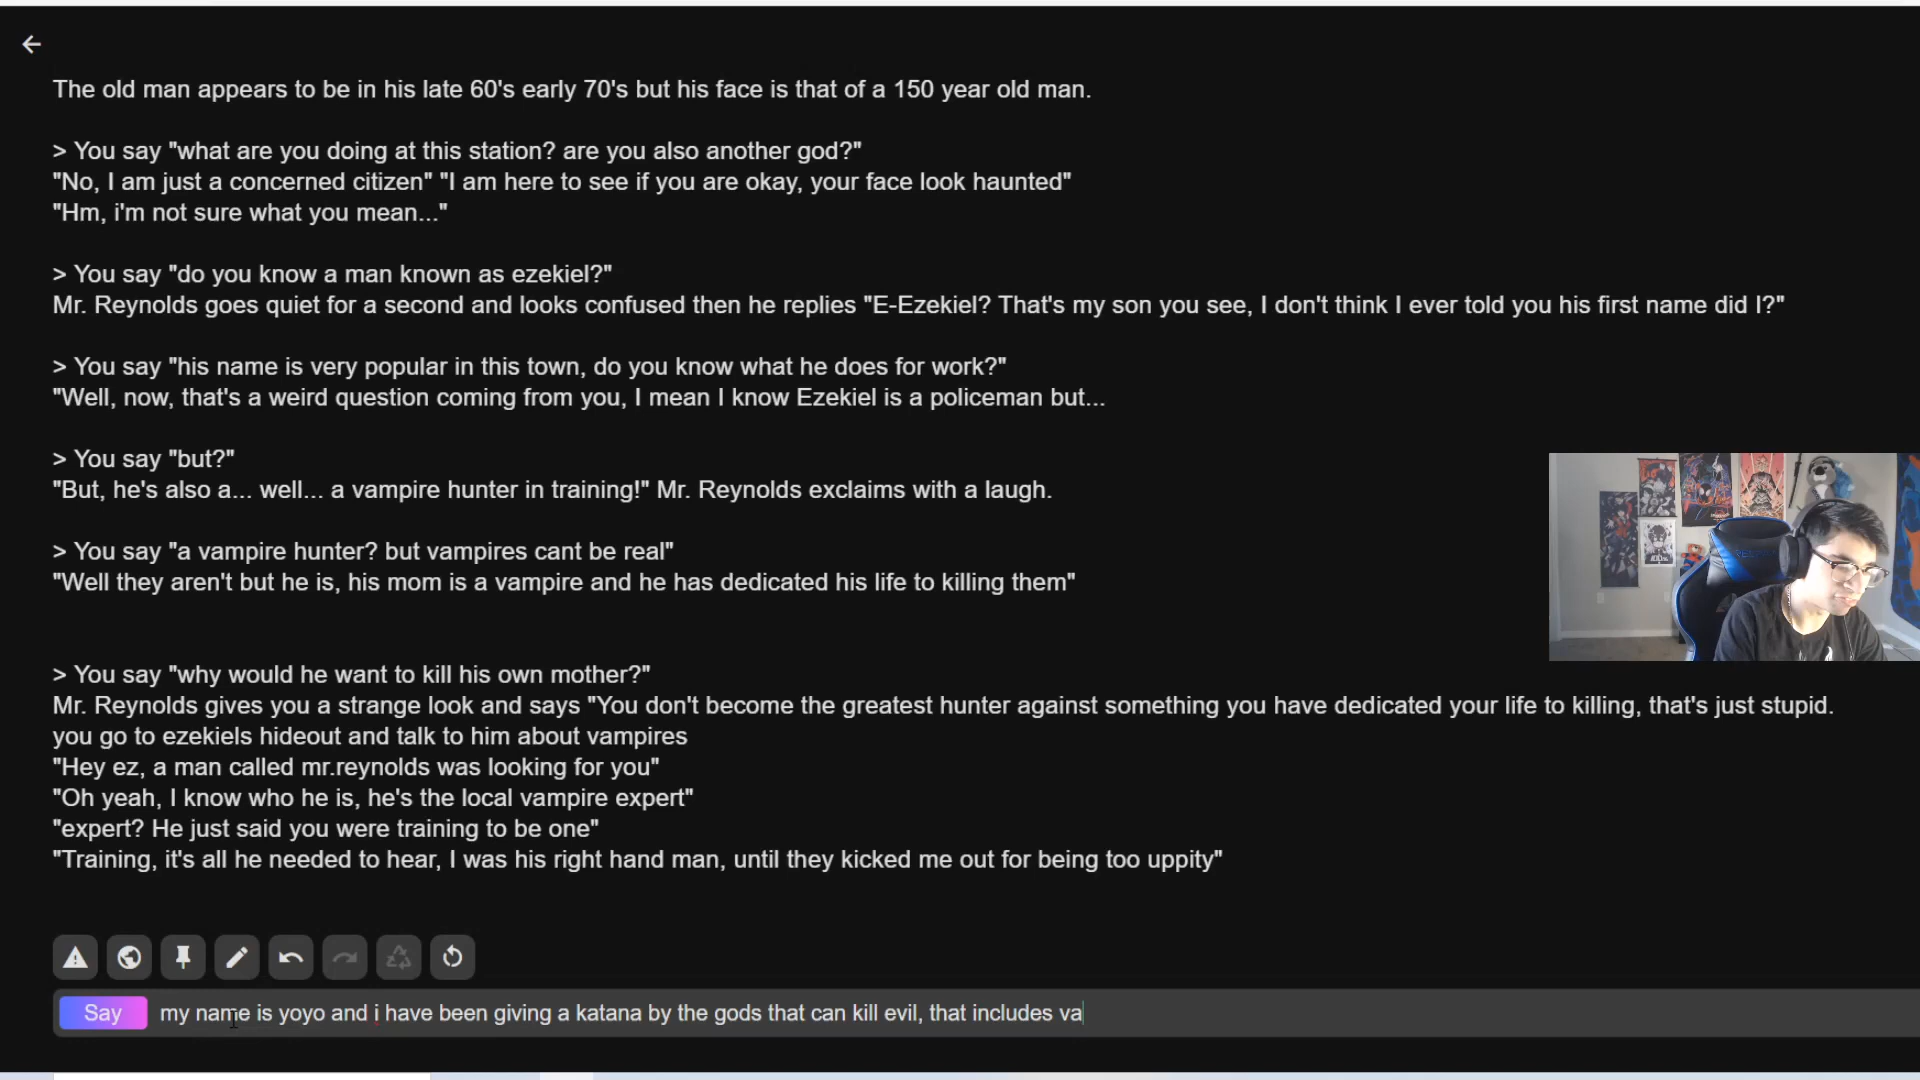 The old man appears to be in his late 60's early 70's but his face is that of a 150 year old man.
> You say "what are you doing at this station? are you also another god?"
"No, I am just a concerned citizen" "I am here to see if you are okay, your face look haunted"
"Hm, i'm not sure what you mean..."
> You say "do you know a man known as ezekiel?"
Mr. Reynolds goes quiet for a second and looks confused then he replies "E-Ezekiel? That's my son you see, I don't think I ever told you his first name did I?"
> You say "his name is very popular in this town, do you know what he does for work?"
"Well, now, that's a weird question coming from you, I mean I know Ezekiel is a policeman but...
> You say "but?"
"But, he's also a... well... a vampire hunter in training!" Mr. Reynolds exclaims with a laugh.
> You say "a vampire hunter? but vampires cant be real"
"Well they aren't but he is, his mom is a vampire and he has dedicated his life to killing them"
> You say "why would he want to kill his own mother?"
Mr. Reynolds gives you a strange look and says "You don't become the greatest hunter against something you have dedicated your life to killing, that's just stupid.
you go to ezekiels hideout and talk to him about vampires
"Hey ez, a man called mr.reynolds was looking for you"
"Oh yeah, I know who he is, he's the local vampire expert"
"expert? He just said you were training to be one"
"Training, it's all he needed to hear, I was his right hand man, until they kicked me out for being too uppity"
Say my name is yoyo and i have been giving a katana by the gods that can kill evil, that includes va